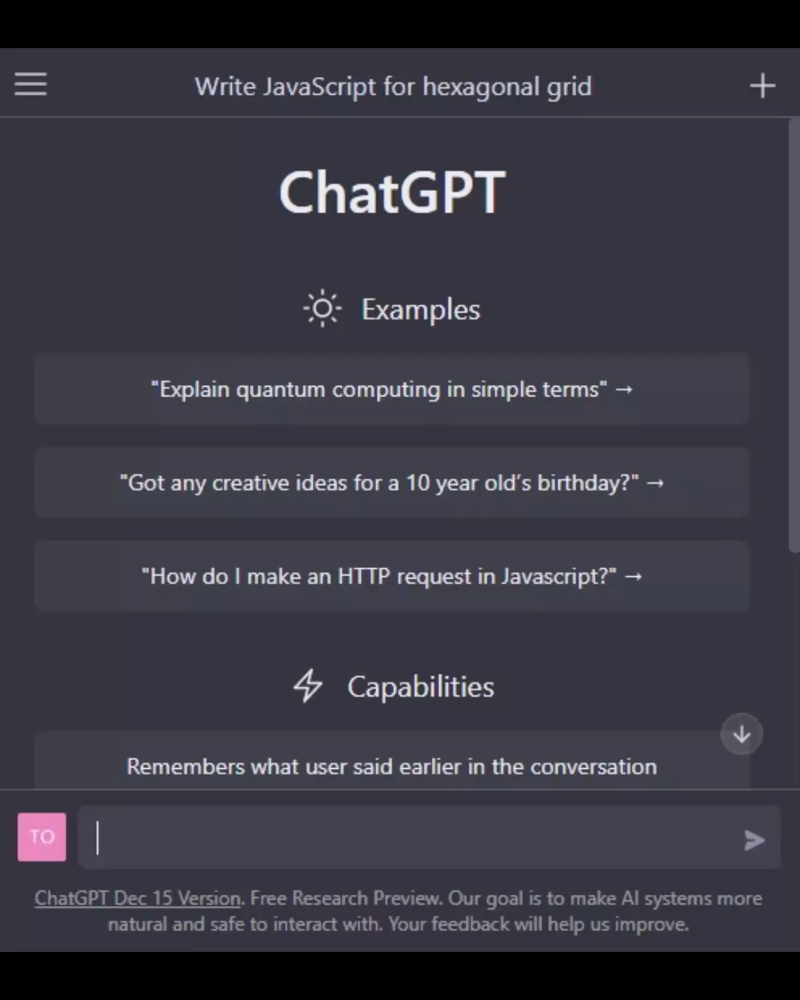 Write JavaScript for hexagonal grid
ChatGPT
Examples
"Explain quantum computing in simple terms" →
"Got any creative ideas for a 10 year old’s birthday?" →
"How do I make an HTTP request in Javascript?" →
Capabilities
Remembers what user said earlier in the conversation
TO
ChatGPT Dec 15 Version. Free Research Preview. Our goal is to make AI systems more
natural and safe to interact with. Your feedback will help us improve.